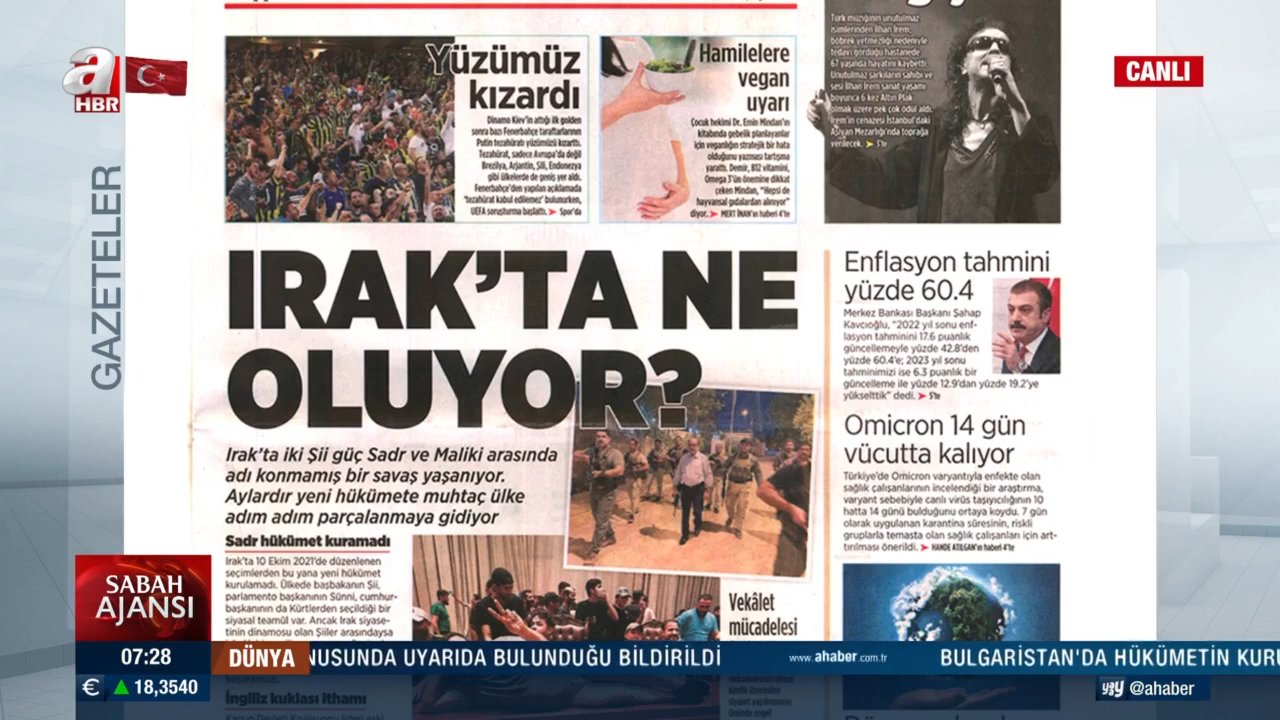 a
HBR
CANLI
GAZETELER
Yüzümüz
kızardı
Dinamo Kiev'in attığı ilk golden
sonra bazı Fenerbahçe taraftarlarının
Putin tezahüratı yüzümüzü kızarttı.
Tezahürat, sadece Avrupa'da değil
Brezilya, Arjantin, Şili, Endonezya
gibi ülkelerde de geniş yer aldı.
Fenerbahçe'den yapılan açıklamada
'tezahürat kabul edilemez' bulunurken,
UEFA soruşturma başlattı. Spor'da
Hamilelere
vegan
uyarı
Çocuk hekimi Dr. Emin Mindan'ın
kitabında gebelik planlayanlar
için veganlığın stratejik bir hata
olduğunu yazması tartışma
yarattı. Demir, B12 vitamini,
Omega 3'ün önemine dikkat
çeken Mindan, "Hepsi de
hayvansal gıdalardan alınıyor"
diyor. MERT İNAN'ın haberi 4'te
Türk müziğinin unutulmaz
isimlerinden İlhan İrem,
böbrek yetmezliği nedeniyle
tedavi gördüğü hastanede
67 yaşında hayatını kaybetti.
Unutulmaz şarkıların sahibi ve
sesi İlhan İrem sanat yaşamı
boyunca 6 kez Altın Plak
olmak üzere pek çok ödül aldı.
İrem'in cenazesi İstanbul'daki
Aşiyan Mezarlığı'nda toprağa
verilecek. 5'te
IRAK'TA NE
OLUYOR?
Irak'ta iki Şii güç Sadr ve Maliki arasında
adı konmamış bir savaş yaşanıyor.
Aylardır yeni hükümete muhtaç ülke
adım adım parçalanmaya gidiyor
Sadr hükümet kuramadı
Irak'ta 10 Ekim 2021'de düzenlenen
seçimlerden bu yana yeni hükümet
kurulamadı. Ülkede başbakanın Şii,
parlamento başkanının Sünni, cumhur-
başkanının da Kürtlerden seçildiği bir
siyasal teamül var. Ancak Irak siyase-
tinin dinamosu olan Şiiler arasındaysa
Vekâlet
mücadelesi
İngiliz kuklası ithamı
Enflasyon tahmini
yüzde 60.4
Merkez Bankası Başkanı Şahap
Kavcıoğlu, "2022 yıl sonu enf-
lasyon tahminini 17.6 puanlık
güncellemeyle yüzde 42.8'den
yüzde 60.4'e; 2023 yıl sonu
tahminimizi ise 6.3 puanlık bir
güncelleme ile yüzde 12.9'dan yüzde 19.2'ye
yükselttik" dedi. 5'te
Omicron 14 gün
vücutta kalıyor
Türkiye'de Omicron varyantıyla enfekte olan
sağlık çalışanlarının incelendiği bir araştırma,
varyant sebebiyle canlı virüs taşıyıcılığının 10
hatta 14 günü bulduğunu ortaya koydu. 7 gün
olarak uygulanan karantina süresinin, riskli
gruplarla temasta olan sağlık çalışanları için art-
tırılması önerildi. HANDE ATILGAN'ın haberi 4'te
SABAH
AJANSI
07:28
DÜNYA
NUSUNDA UYARIDA BULUNDUĞU BİLDİRİLDİ
www.ahaber.com.tr
BULGARİSTAN'DA HÜKÜMETİN KURU
€ 18,3540
@ahaber